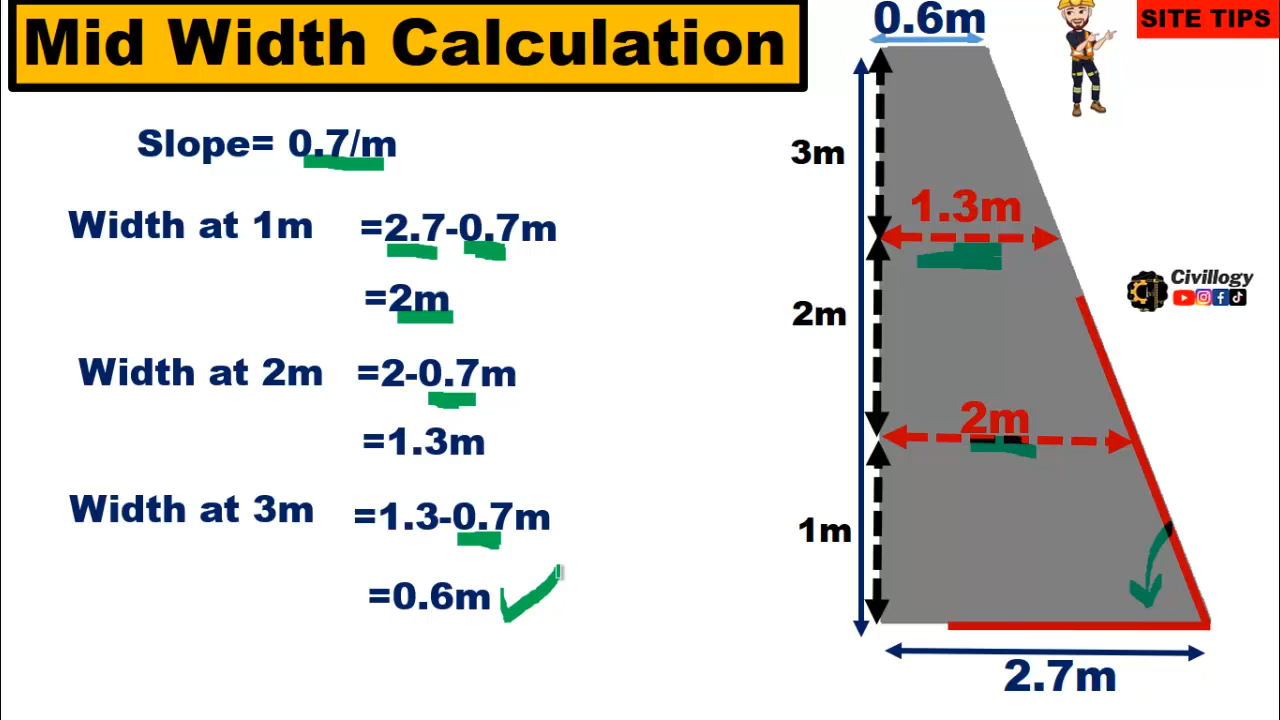 Mid Width Calculation
SITE TIPS
Slope= 0.7/m
Width at 1m =2.7-0.7m
=2m
Width at 2m =2-0.7m
=1.3m
Width at 3m =1.3-0.7m
=0.6m
0.6m
3m
1.3m
2m
2m
1m
2.7m
Civillogy